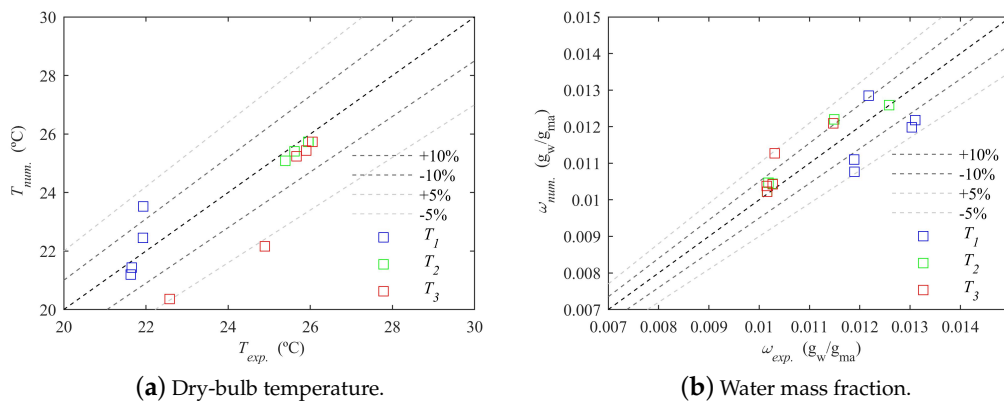 30
28
26
24
22
20
T_num. (ºC)
+10%
-10%
+5%
-5%
T_1
T_2
T_3
20 22 24 26 28 30
T_exp. (ºC)
(a) Dry-bulb temperature.
0.015
0.014
0.013
0.012
0.011
0.01
0.009
0.008
0.007
ω_num. (g_w/g_ma)
+10%
-10%
+5%
-5%
T_1
T_2
T_3
0.007 0.008 0.009 0.01 0.011 0.012 0.013 0.014
ω_exp. (g_w/g_ma)
(b) Water mass fraction.